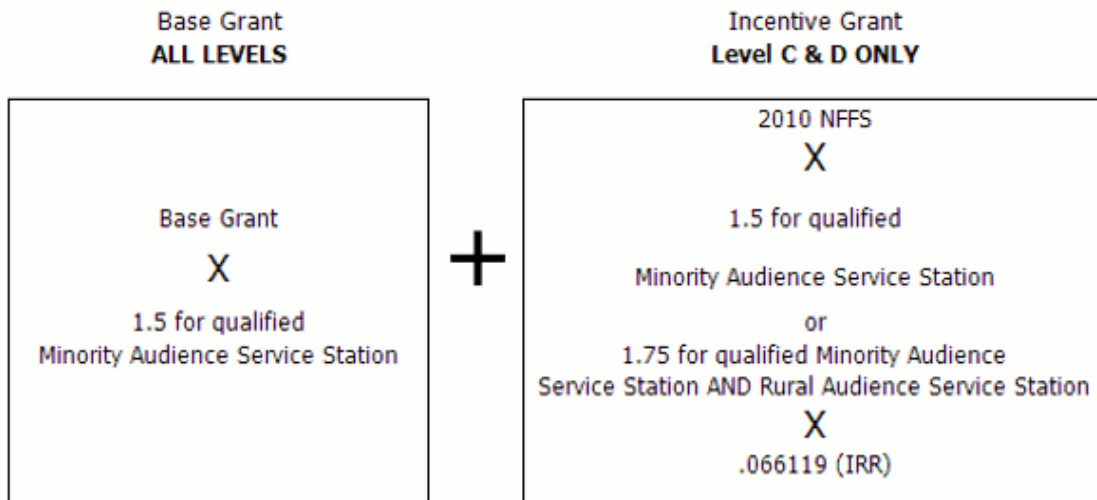 Base Grant
ALL LEVELS
Base Grant
X
1.5 for qualified
Minority Audience Service Station
+
Incentive Grant
Level C & D ONLY
2010 NFFS
X
1.5 for qualified
Minority Audience Service Station
or
1.75 for qualified Minority Audience
Service Station AND Rural Audience Service Station
X
.066119 (IRR)